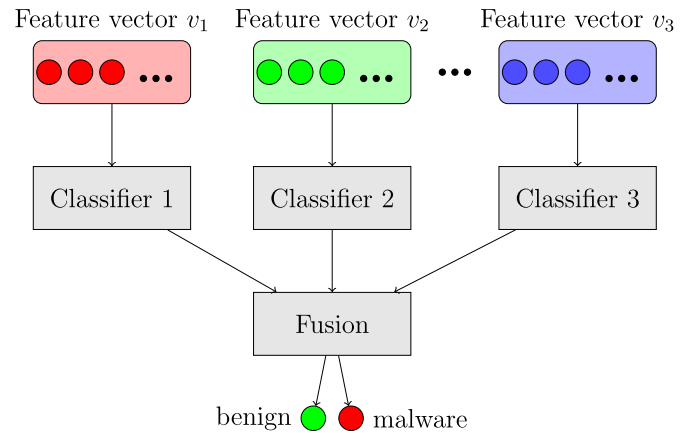 Feature vector v₁
Feature vector v₂
Feature vector v₃
Classifier 1
Classifier 2
Classifier 3
Fusion
benign
malware